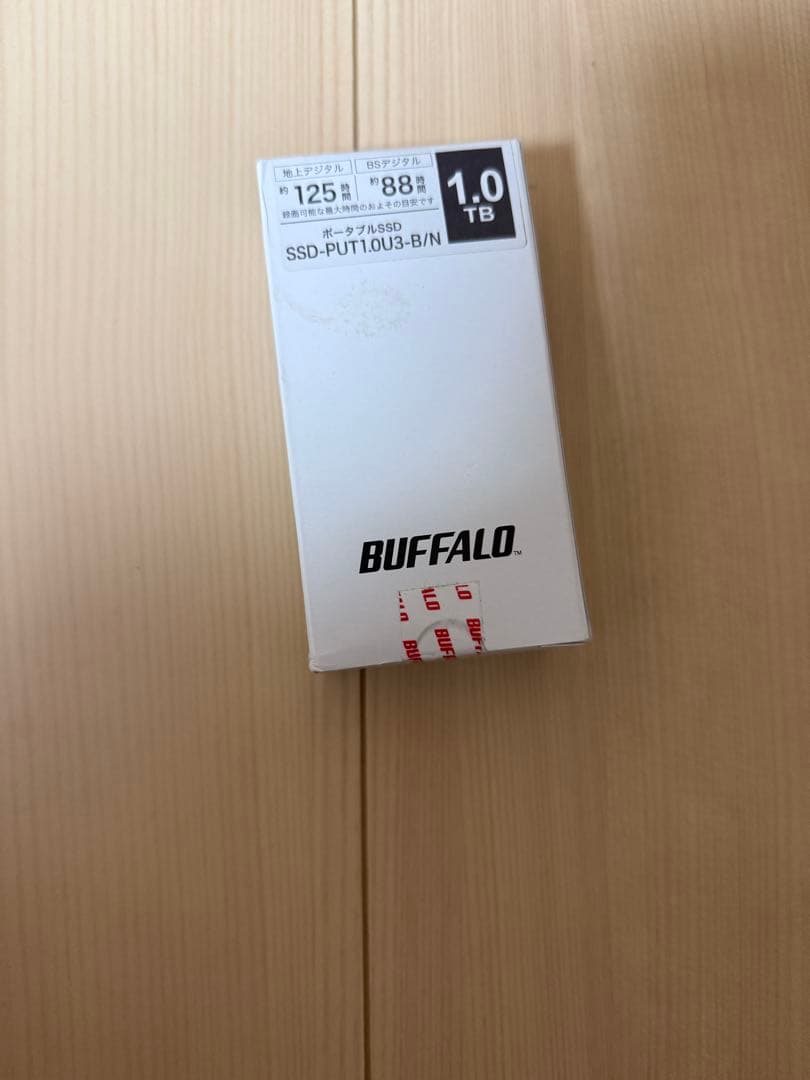 地上デジタル BSデジタル
約125時間 約88時間
録画可能な最大時間のおよその目安です
1.0
TB
ポータブルSSD
SSD-PUT1.0U3-B/N
BUFFALO™
BUFFALO